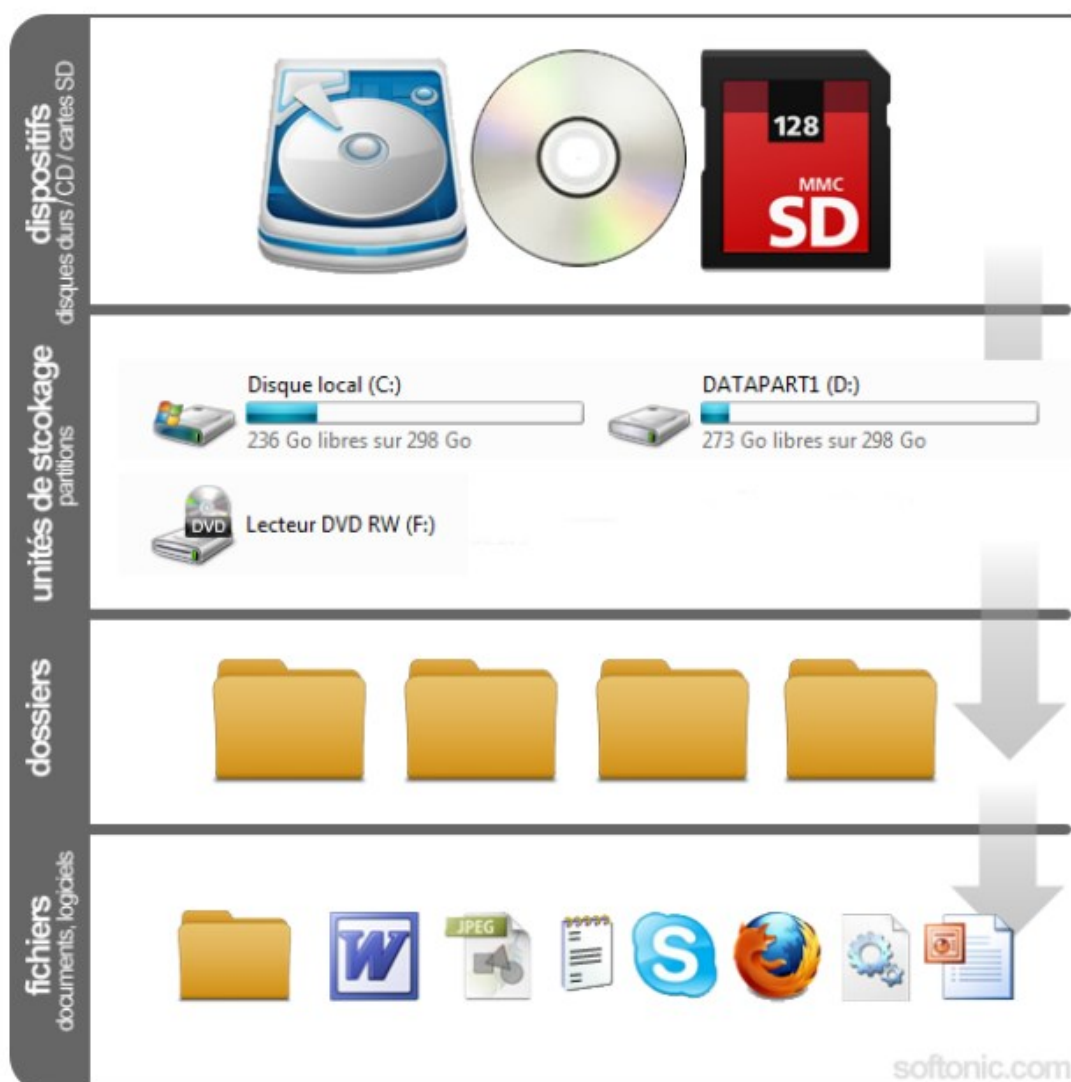 dispositifs
disques durs / CD / cartes SD
128
MMC
SD
unités de stcokage
partitions
Disque local (C:)
236 Go libres sur 298 Go
DATAPART1 (D:)
273 Go libres sur 298 Go
DVD
Lecteur DVD RW (F:)
dossiers
fichiers
documents, logiciels
W
JPEG
S
softonic.com